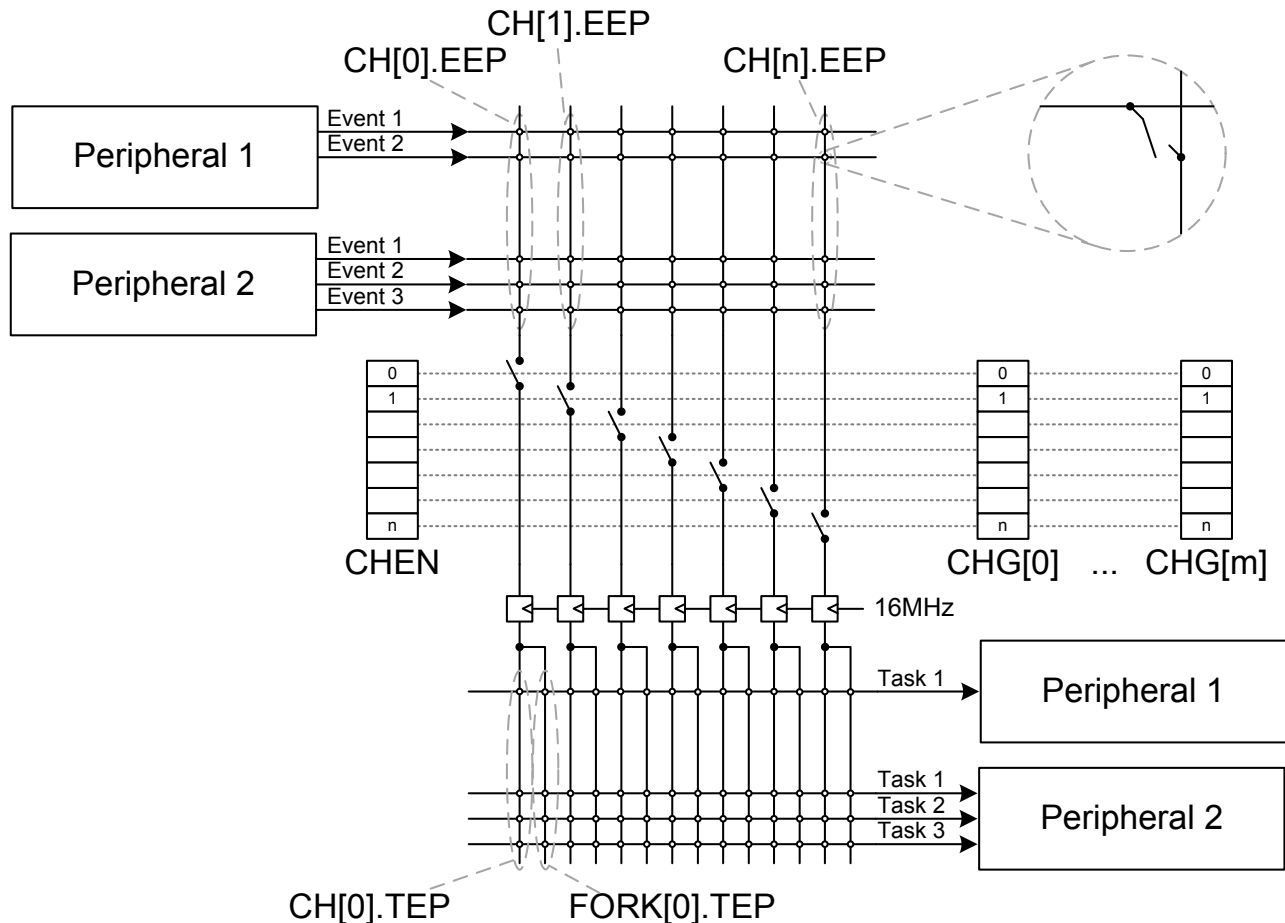 CH[1].EEP
CH[0].EEP
CH[n].EEP
Peripheral 1
Event 1
Event 2
Peripheral 2
Event 1
Event 2
Event 3
0
1
n
CHEN
0
1
n
CHG[0]
...
0
1
n
CHG[m]
16MHz
Task 1
Peripheral 1
Task 1
Task 2
Task 3
Peripheral 2
CH[0].TEP
FORK[0].TEP